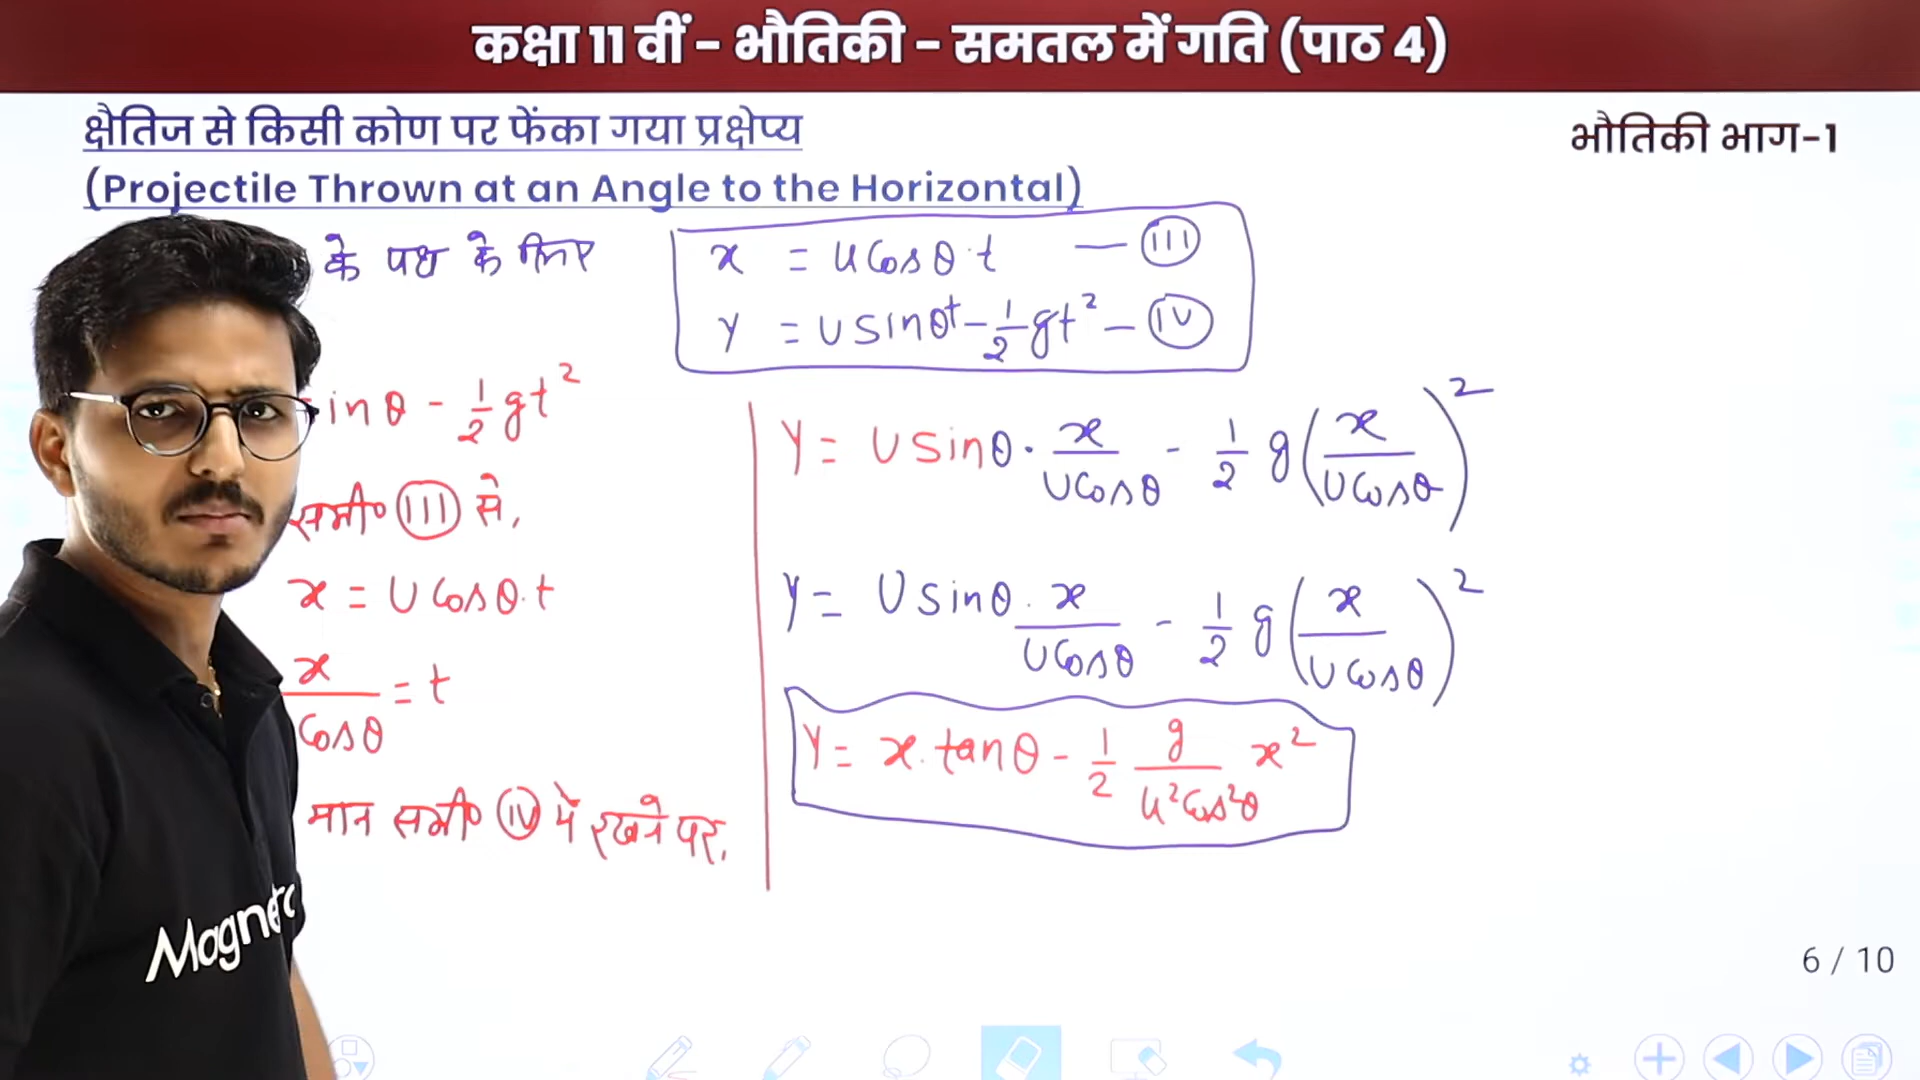 कक्षा 11 वीं - भौतिकी - समतल में गति (पाठ 4)
क्षैतिज से किसी कोण पर फेंका गया प्रक्षेप्य
(Projectile Thrown at an Angle to the Horizontal)
भौतिकी भाग-1
के पथ के लिए
x = u Cos θ · t — (III)
y = u sin θ t - 1/2 gt² — (IV)
in θ - 1/2 gt²
समी० (III) से,
x = u Cos θ · t
x / Cos θ = t
मान समी० (IV) में रखने पर,
y = u sin θ · x / u Cos θ - 1/2 g (x / u Cos θ)²
y = u sin θ · x / u Cos θ - 1/2 g (x / u Cos θ)²
y = x · tan θ - 1/2 g / u² Cos² θ x²
Magnet
6 / 10